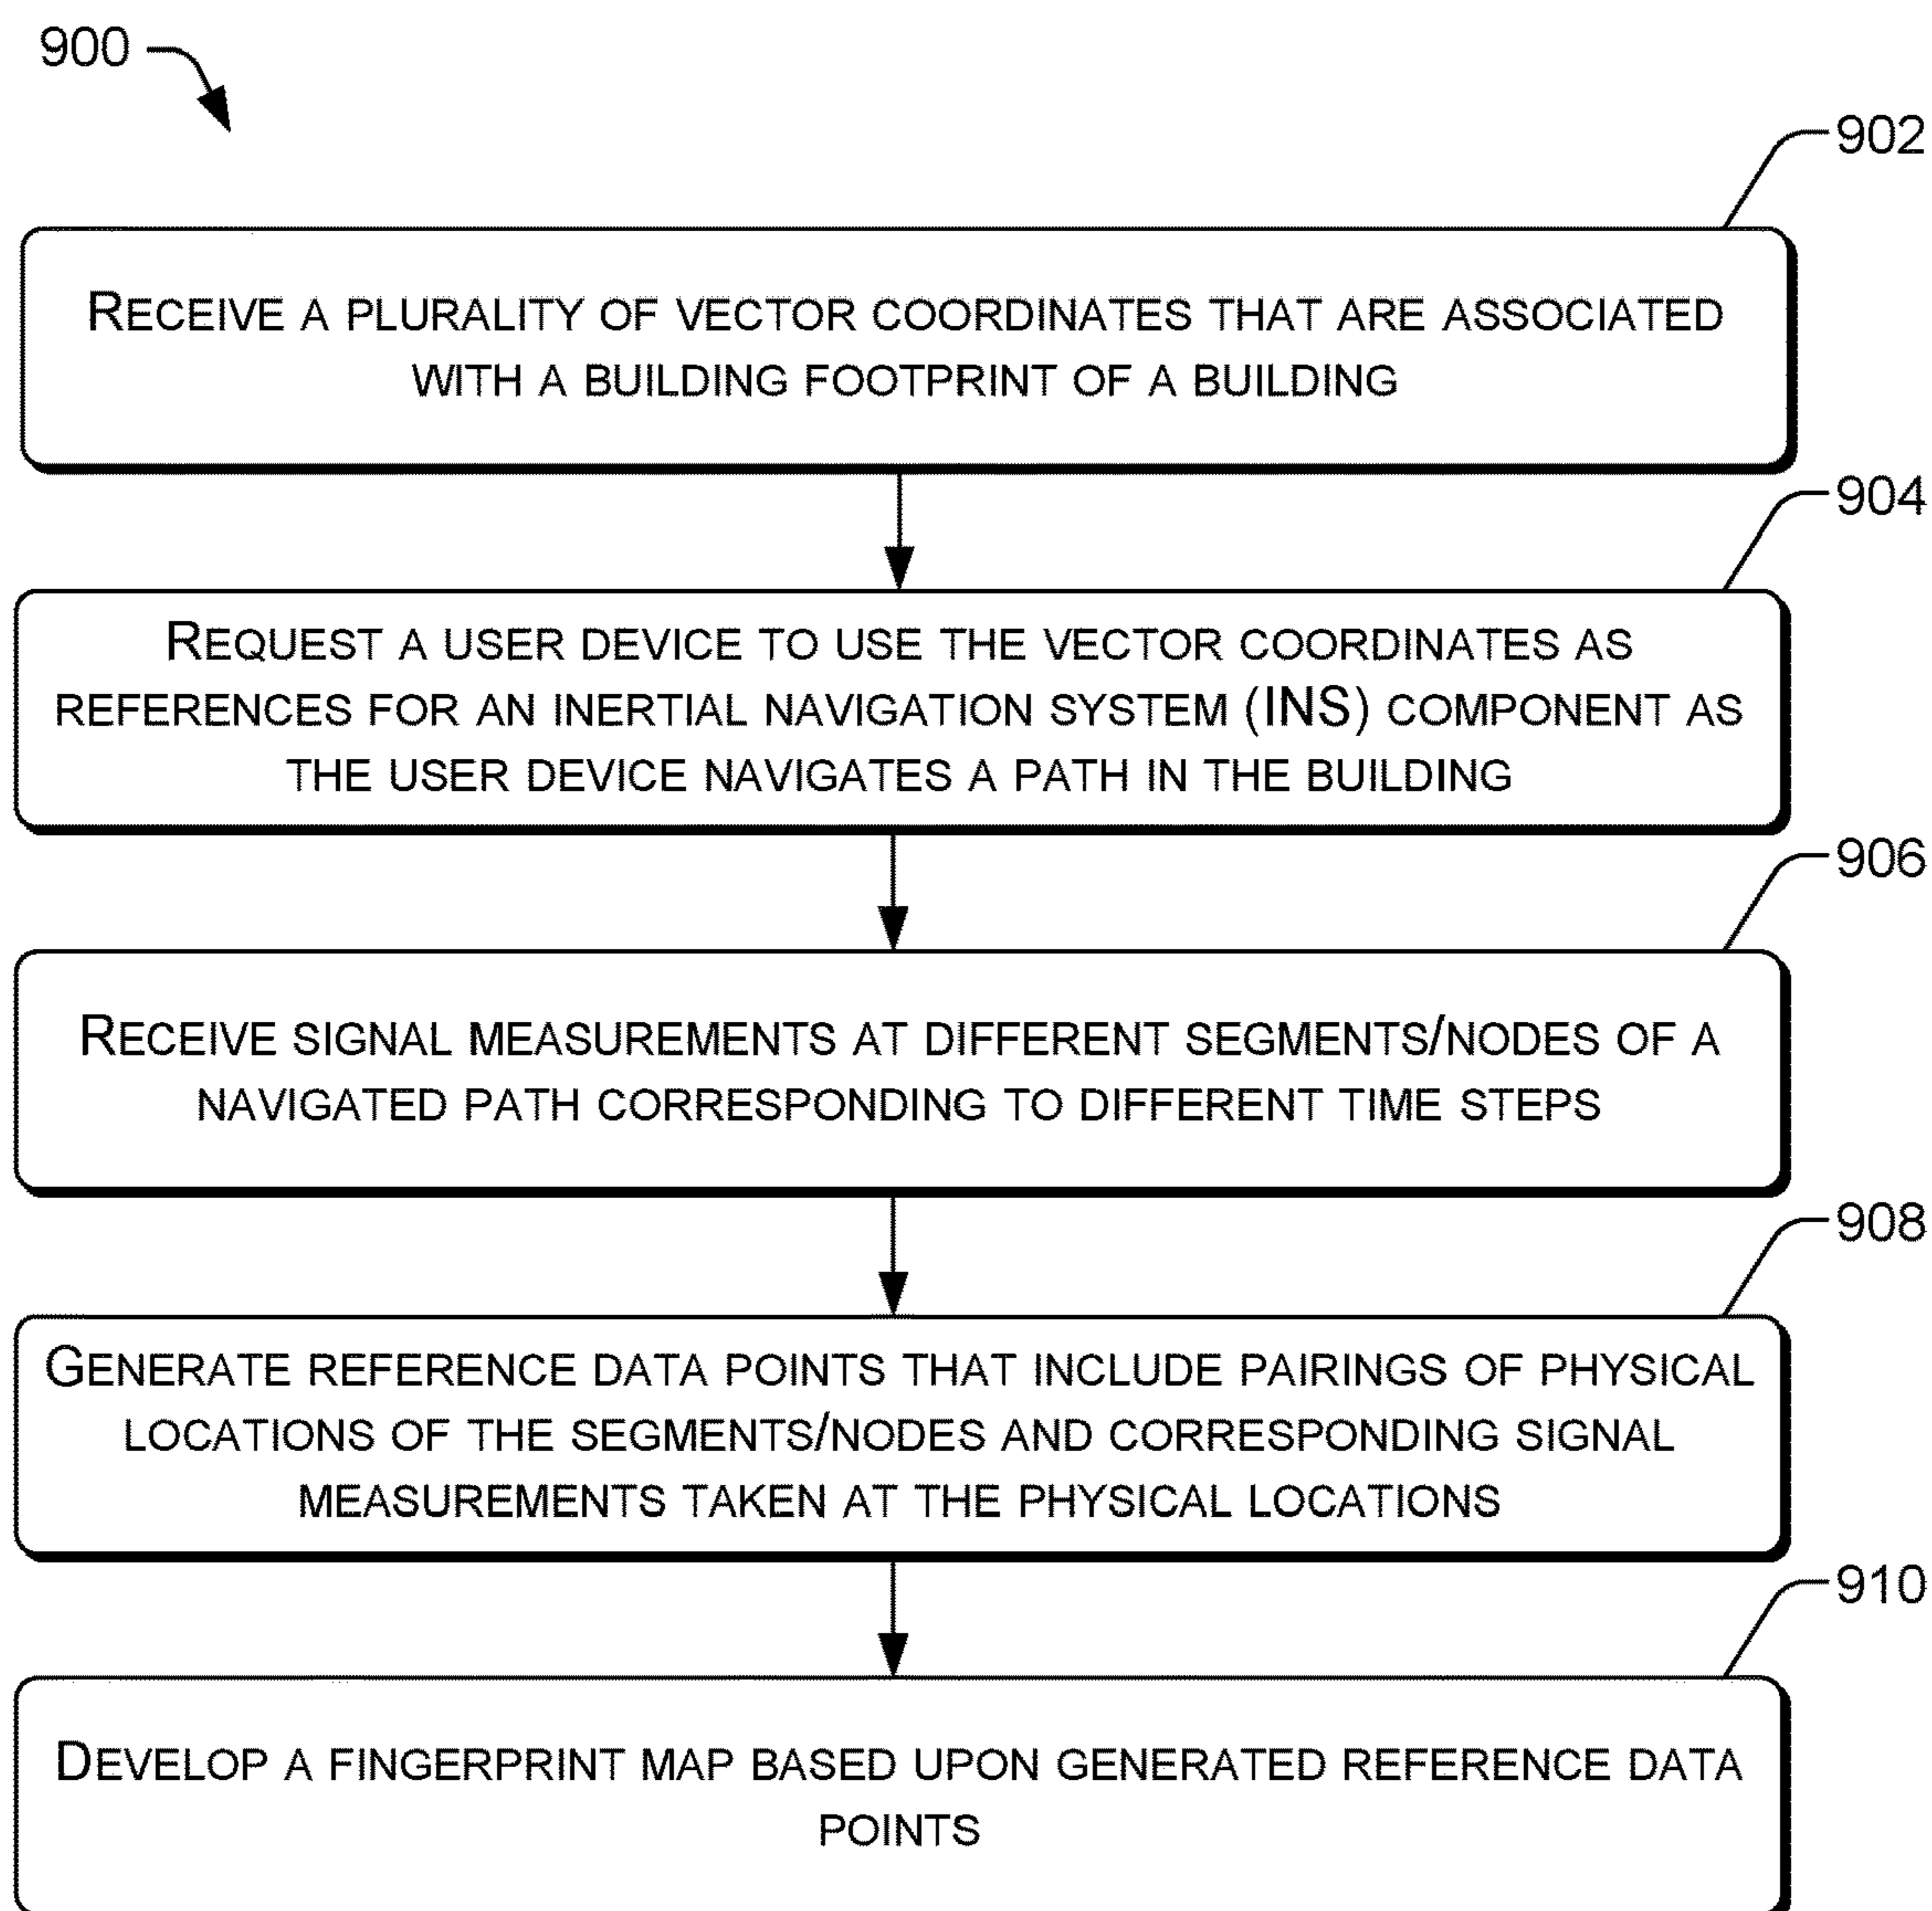 900
902
RECEIVE A PLURALITY OF VECTOR COORDINATES THAT ARE ASSOCIATED
WITH A BUILDING FOOTPRINT OF A BUILDING
904
REQUEST A USER DEVICE TO USE THE VECTOR COORDINATES AS
REFERENCES FOR AN INERTIAL NAVIGATION SYSTEM (INS) COMPONENT AS
THE USER DEVICE NAVIGATES A PATH IN THE BUILDING
906
RECEIVE SIGNAL MEASUREMENTS AT DIFFERENT SEGMENTS/NODES OF A
NAVIGATED PATH CORRESPONDING TO DIFFERENT TIME STEPS
908
GENERATE REFERENCE DATA POINTS THAT INCLUDE PAIRINGS OF PHYSICAL
LOCATIONS OF THE SEGMENTS/NODES AND CORRESPONDING SIGNAL
MEASUREMENTS TAKEN AT THE PHYSICAL LOCATIONS
910
DEVELOP A FINGERPRINT MAP BASED UPON GENERATED REFERENCE DATA
POINTS